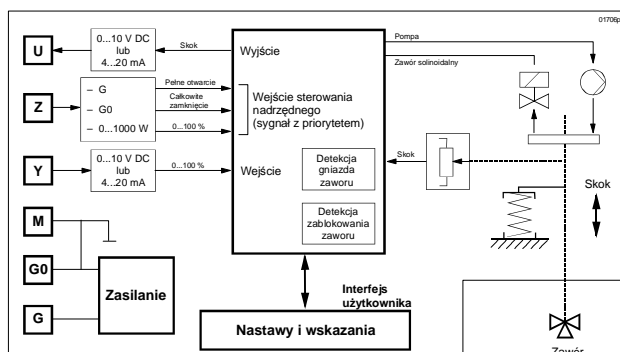 01706p
U
0...10 V DC
lub
4...20 mA
Skok
Wyjście
Pompa
Zawór solinoidalny
Z
– G
– G0
– 0...1000 W
Pełne otwarcie
Całkowite
zamknięcie
0...100 %
Wejście sterowania
nadrzędnego
(sygnał z priorytetem)
Y
0...10 V DC
lub
4...20 mA
0...100 %
Wejście
Skok
Detekcja
gniazda
zaworu
Detekcja
zablokowania
zaworu
Skok
M
G0
G
Zasilanie
Interfejs
użytkownika
Nastawy i wskazania
Zawór